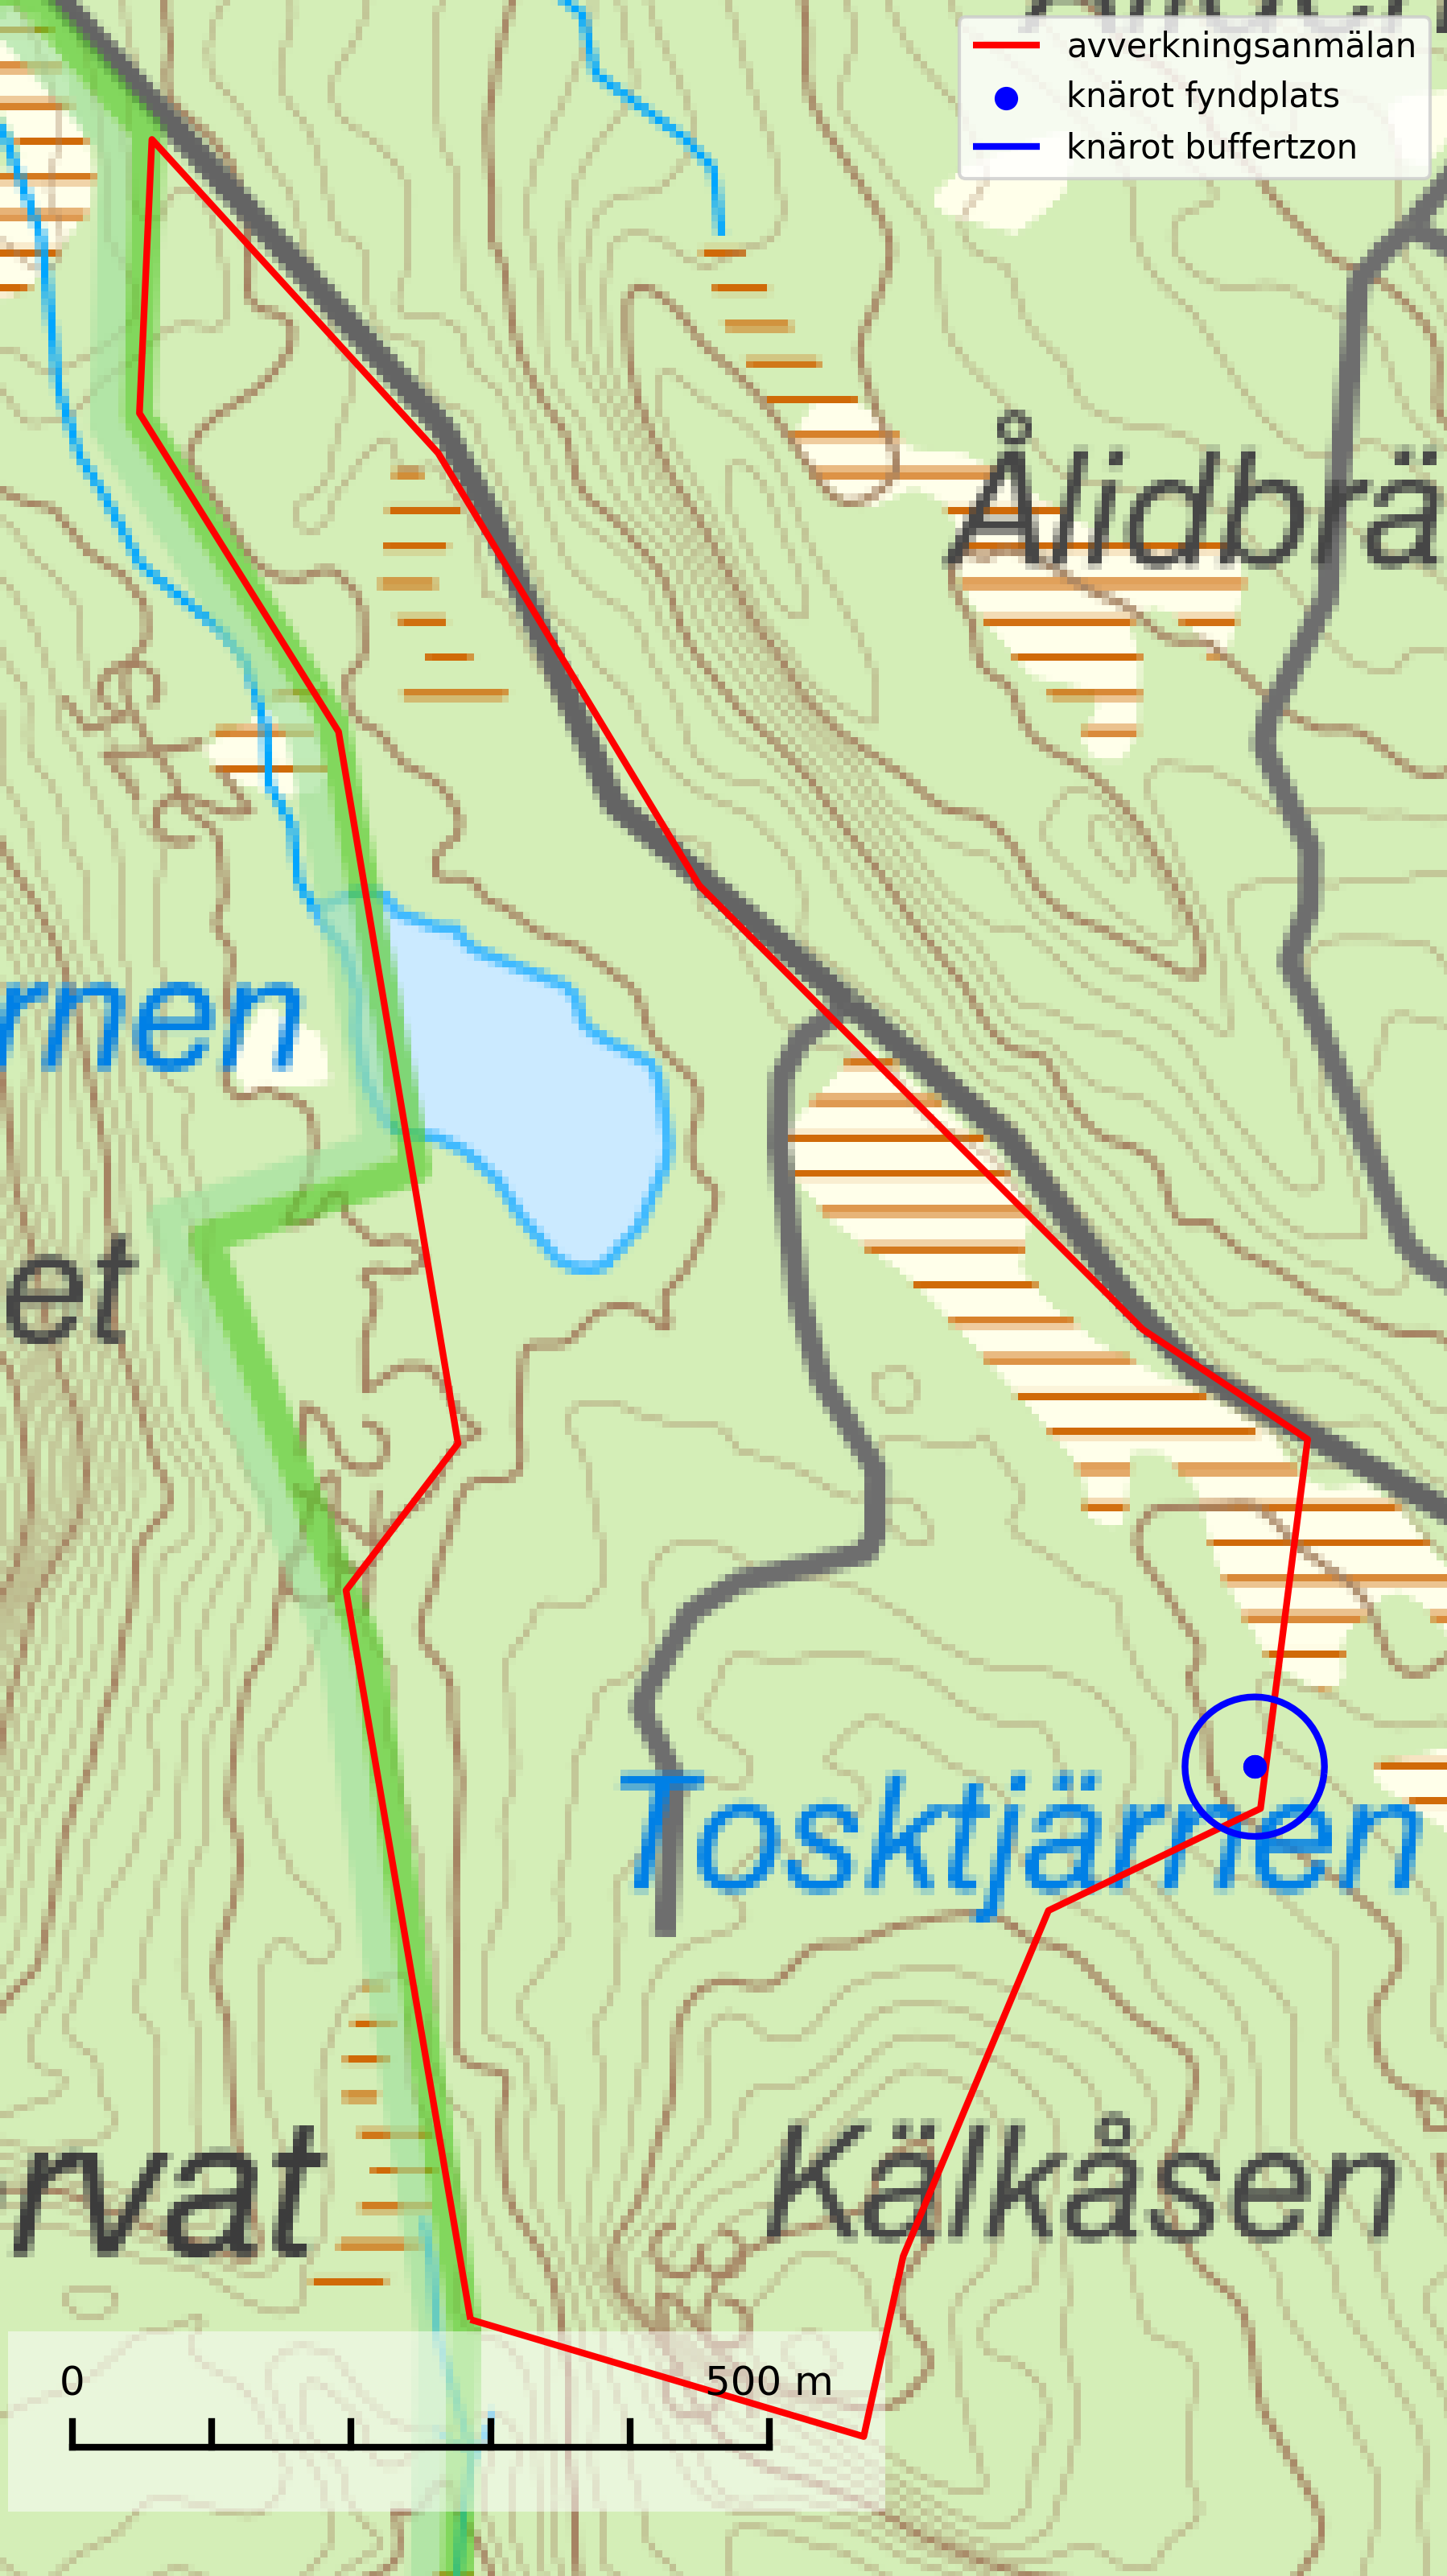 avverkningsanmälan
knärot fyndplats
knärot buffertzon
Ålidbrä
rnen
et
Tosktjärnen
rvat
Kälkåsen
0 500 m